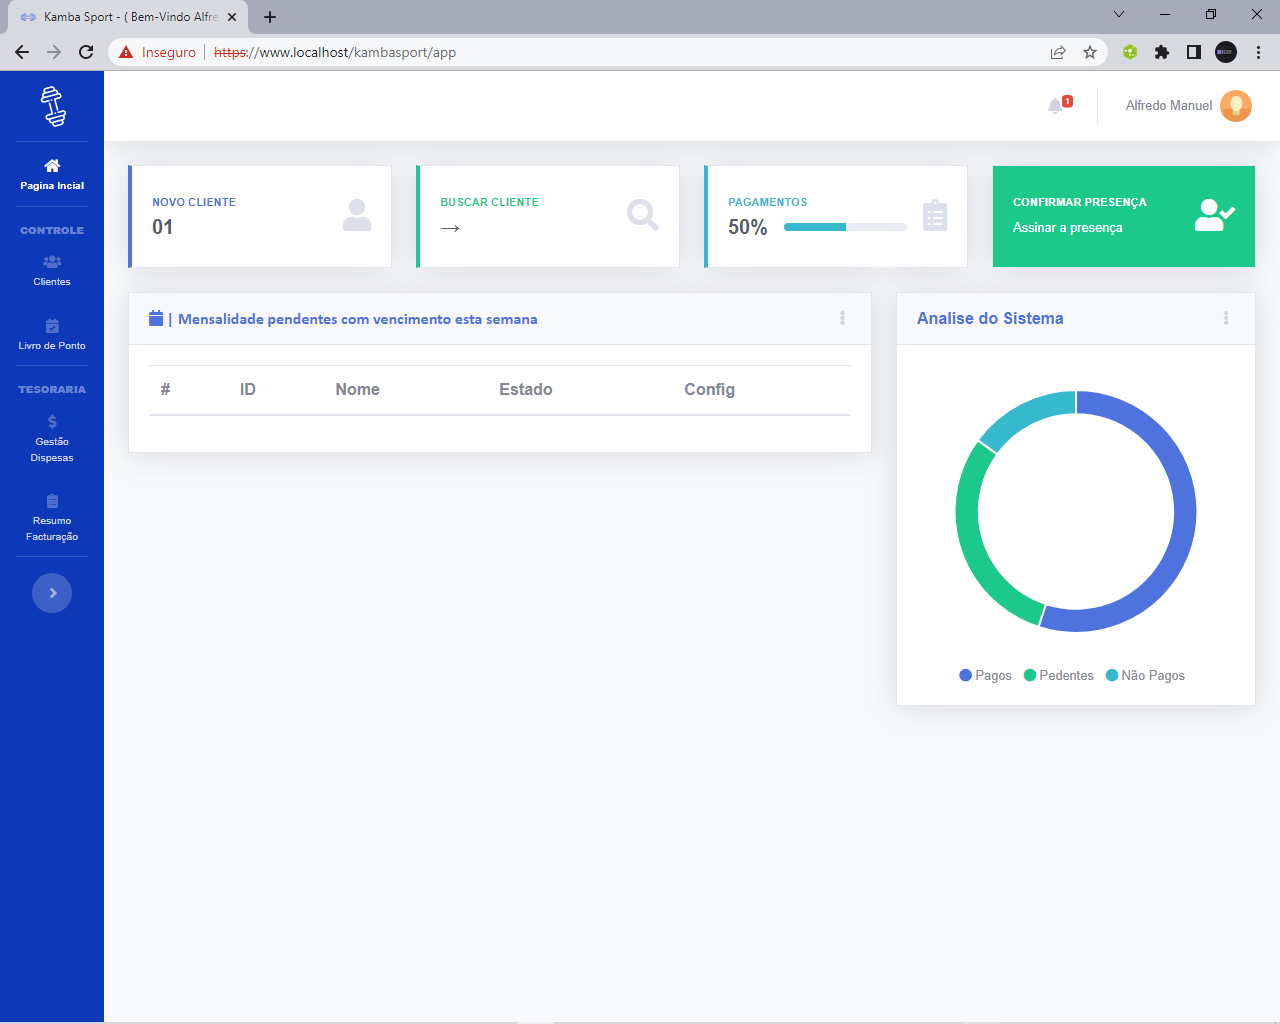 Kamba Sport - ( Bem-Vindo Alfre
Inseguro https://www.localhost/kambasport/app
1
Alfredo Manuel
Pagina Incial
CONTROLE
Clientes
Livro de Ponto
TESORARIA
Gestão
Dispesas
Resumo
Facturação
NOVO CLIENTE
01
BUSCAR CLIENTE
→
PAGAMENTOS
50%
CONFIRMAR PRESENÇA
Assinar a presença
| Mensalidade pendentes com vencimento esta semana
# ID Nome Estado Config
Analise do Sistema
Pagos Pedentes Não Pagos